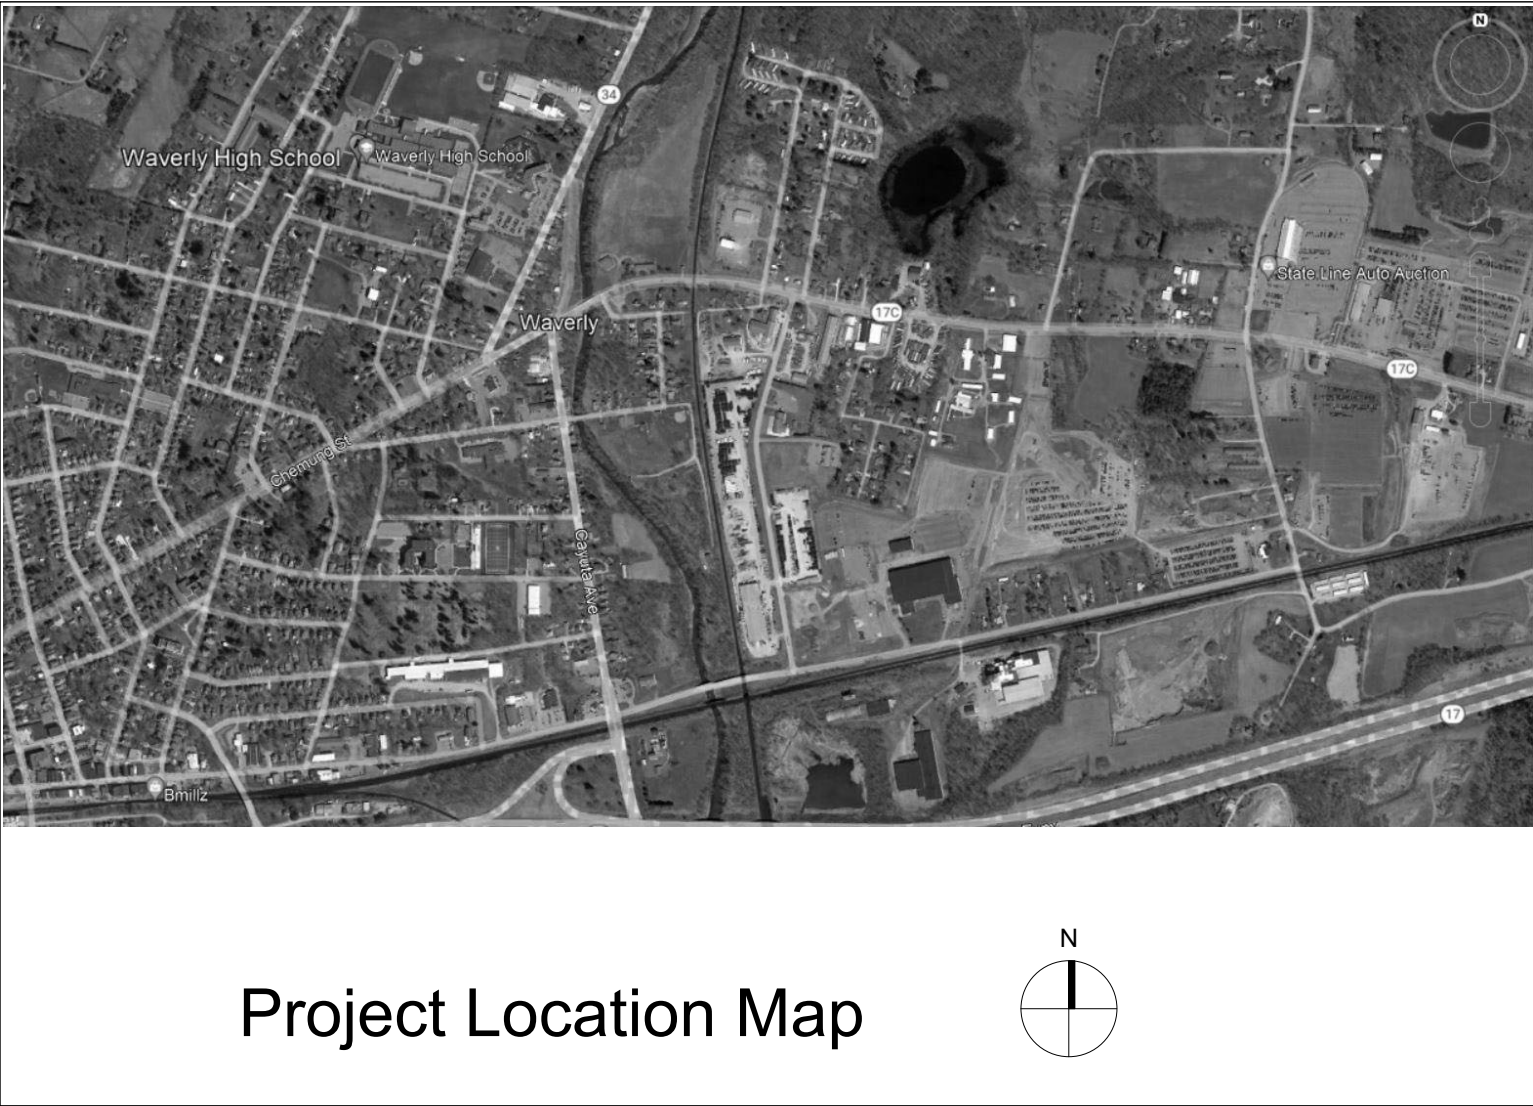 N
34
Waverly High School
Waverly High School
State Line Auto Auction
17C
Waverly
17C
Chemung St
Cayuta Ave
17
Bmillz
N
Project Location Map